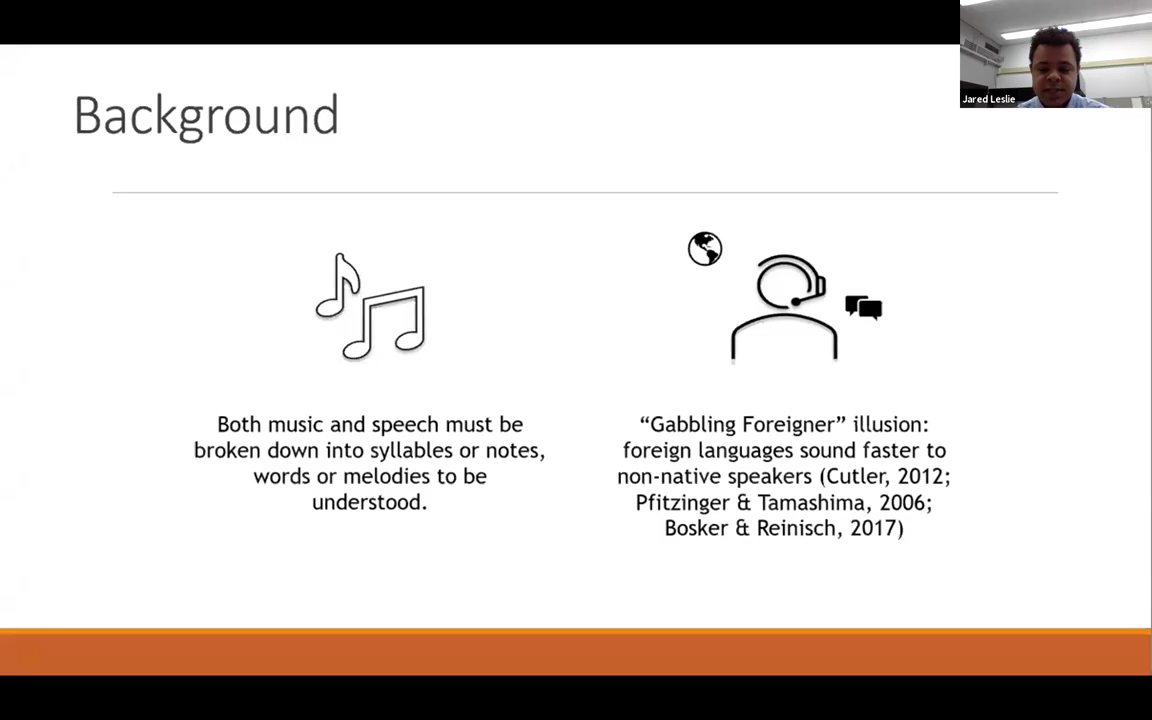 Jared Leslie
Background
Both music and speech must be
broken down into syllables or notes,
words or melodies to be
understood.
“Gabbling Foreigner” illusion:
foreign languages sound faster to
non-native speakers (Cutler, 2012;
Pfitzinger & Tamashima, 2006;
Bosker & Reinisch, 2017)